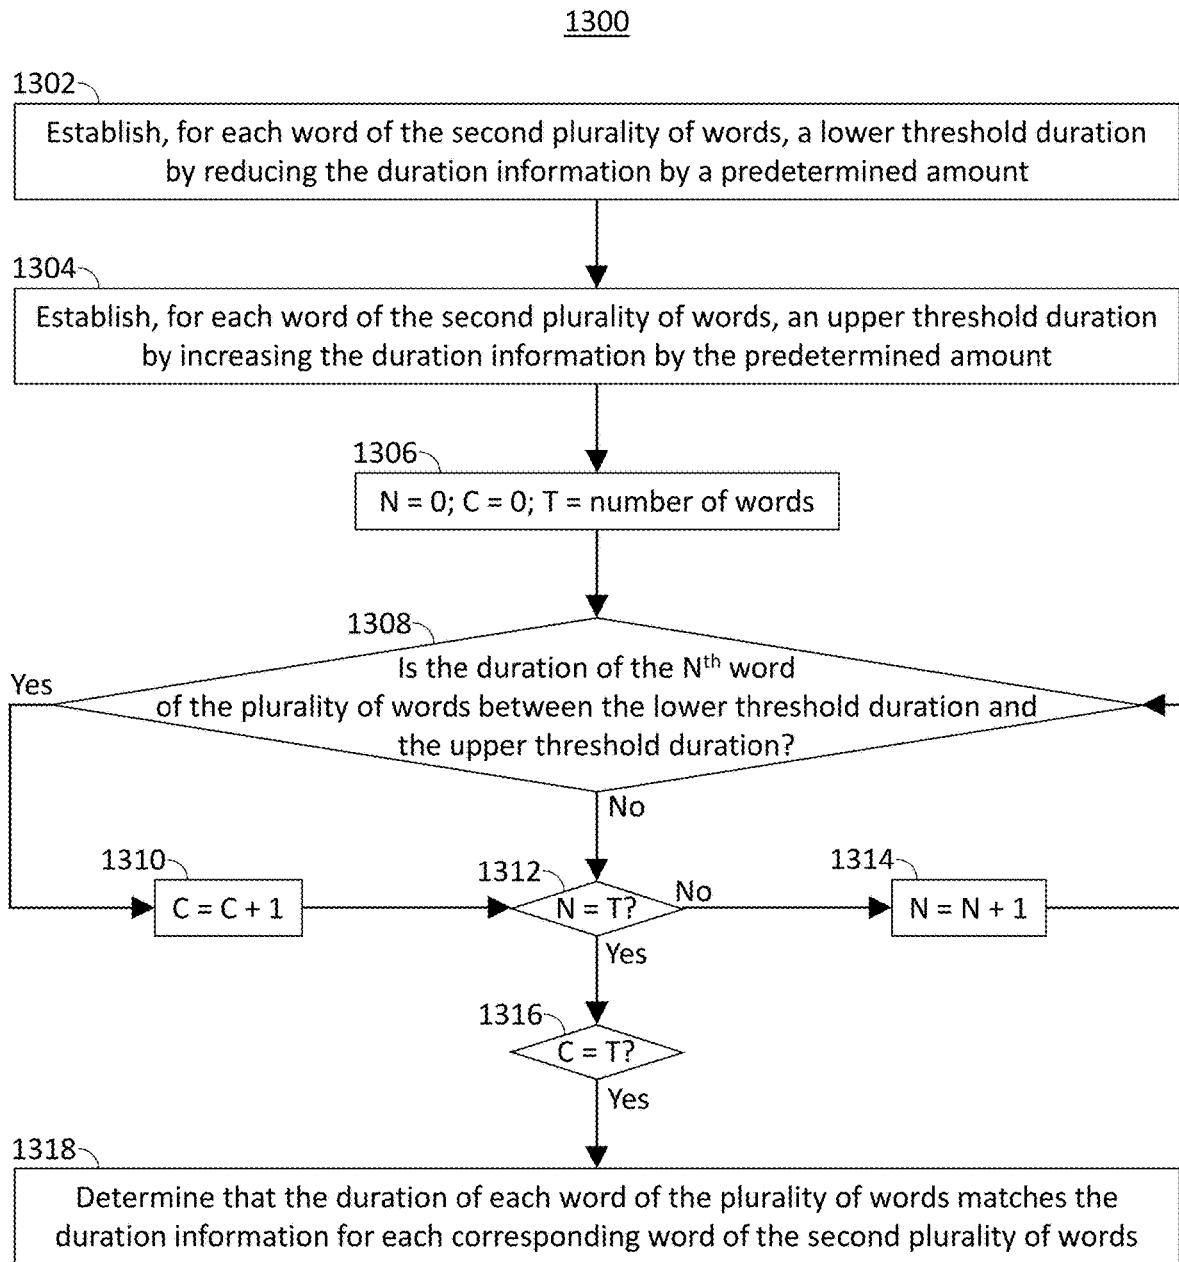 1300
1302
Establish, for each word of the second plurality of words, a lower threshold duration
by reducing the duration information by a predetermined amount
1304
Establish, for each word of the second plurality of words, an upper threshold duration
by increasing the duration information by the predetermined amount
1306
N = 0; C = 0; T = number of words
1308
Is the duration of the Nth word
of the plurality of words between the lower threshold duration and
the upper threshold duration?
Yes
No
1310
C = C + 1
1312
N = T?
No
1314
N = N + 1
Yes
1316
C = T?
Yes
1318
Determine that the duration of each word of the plurality of words matches the
duration information for each corresponding word of the second plurality of words